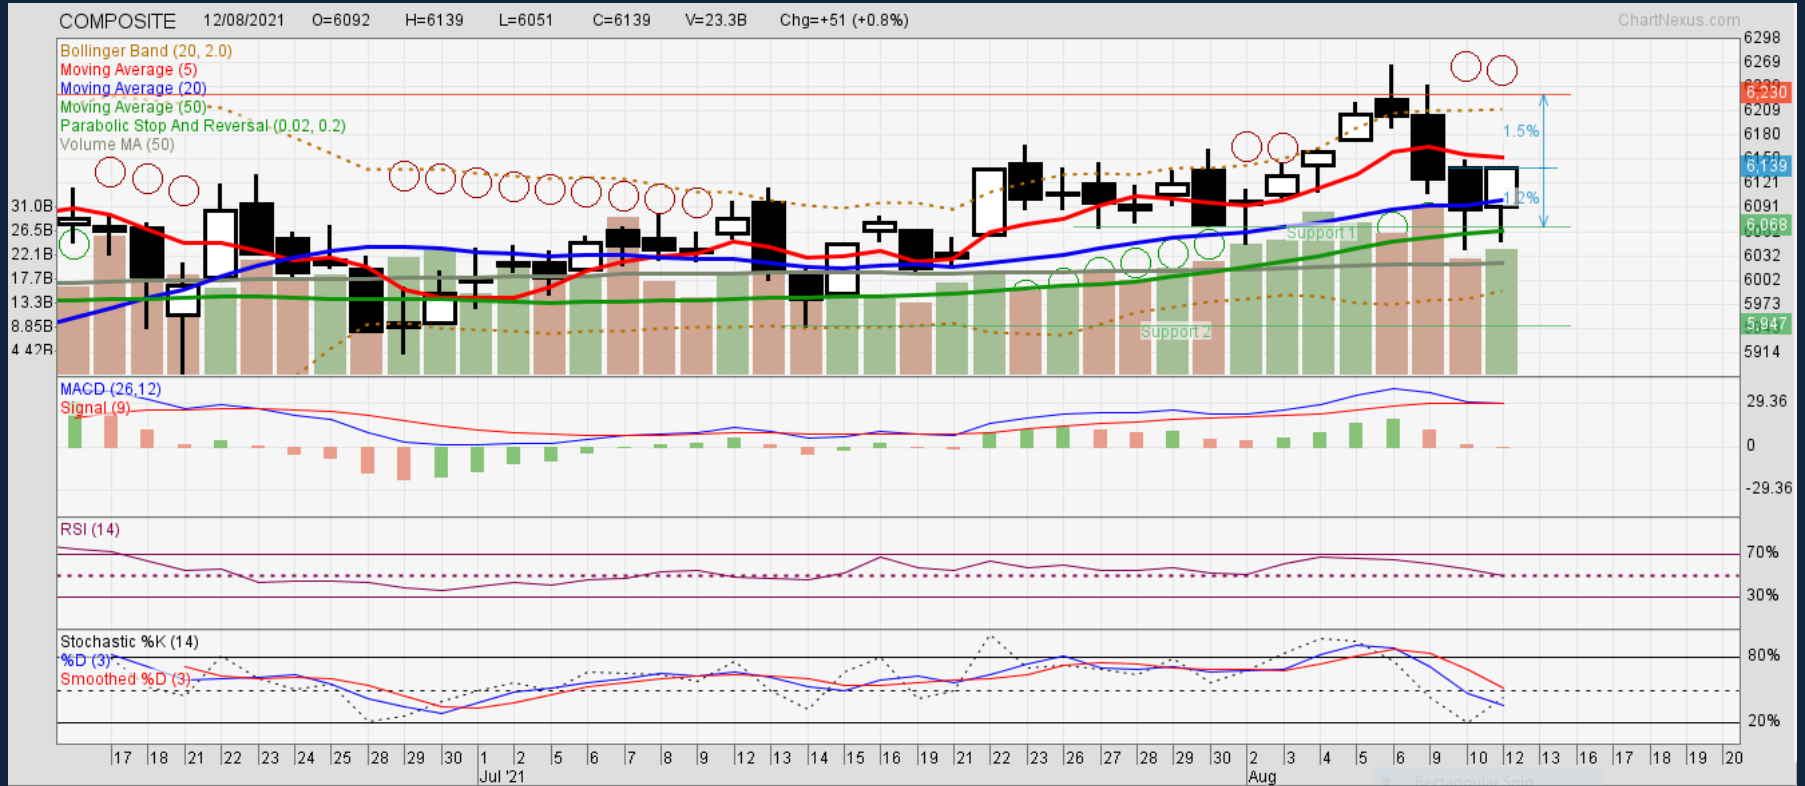 COMPOSITE 12/08/2021 O=6092 H=6139 L=6051 C=6139 V=23.3B Chg=+51 (+0.8%) ChartNexus.com
Bollinger Band (20, 2.0)
Moving Average (5)
Moving Average (20)
Moving Average (50)
Parabolic Stop And Reversal (0.02, 0.2)
Volume MA (50)
6298
6269
6,230
6209
6180
6,139
6121
6091
6,068
6032
6002
5973
5,947
5914
1.5%
1.2%
Support 1
Support 2
31.0B
26.5B
22.1B
17.7B
13.3B
8.85B
4.42B
MACD (26,12)
Signal (9)
29.36
0
-29.36
RSI (14)
70%
30%
Stochastic %K (14)
%D (3)
Smoothed %D (3)
80%
20%
17 18 21 22 23 24 25 28 29 30 1 2 5 6 7 8 9 12 13 14 15 16 19 21 22 23 26 27 28 29 30 2 3 4 5 6 9 10 12 13 16 17 18 19 20
Jul '21 Aug
Rectangular Snip